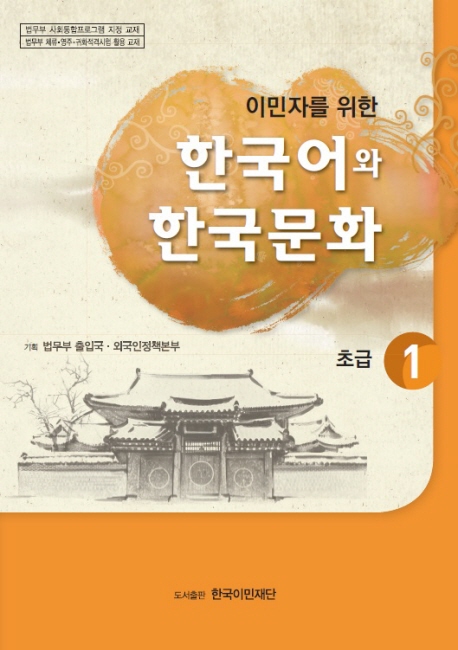 법무부 사회통합프로그램 지정 교재
법무부 체류·영주·귀화적격시험 활용 교재
이민자를 위한
한국어와
한국문화
기획 법무부 출입국·외국인정책본부
초급 1
도서출판 한국이민재단